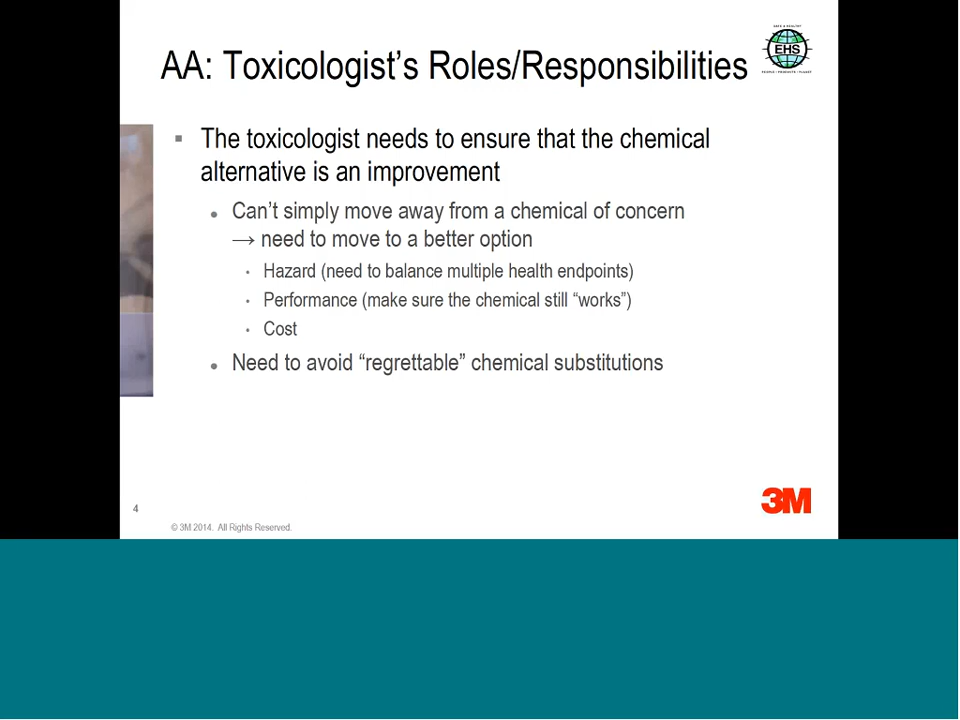 AA: Toxicologist's Roles/Responsibilities
EHS
▪ The toxicologist needs to ensure that the chemical
alternative is an improvement
• Can't simply move away from a chemical of concern
→ need to move to a better option
• Hazard (need to balance multiple health endpoints)
• Performance (make sure the chemical still “works”)
• Cost
• Need to avoid “regrettable” chemical substitutions
4
3M
© 3M 2014. All Rights Reserved.